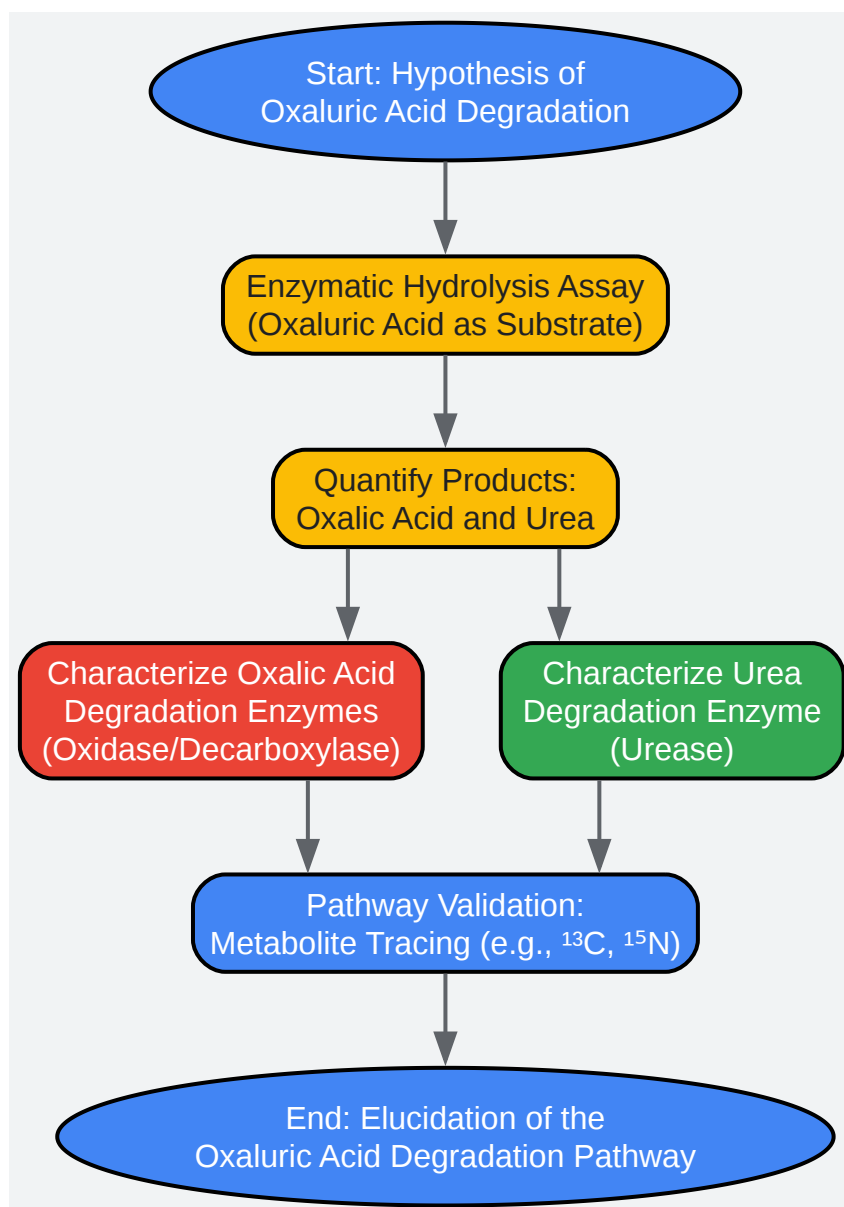 Start: Hypothesis of
Oxaluric Acid Degradation
Enzymatic Hydrolysis Assay
(Oxaluric Acid as Substrate)
Quantify Products:
Oxalic Acid and Urea
Characterize Oxalic Acid
Degradation Enzymes
(Oxidase/Decarboxylase)
Characterize Urea
Degradation Enzyme
(Urease)
Pathway Validation:
Metabolite Tracing (e.g., ¹³C, ¹⁵N)
End: Elucidation of the
Oxaluric Acid Degradation Pathway